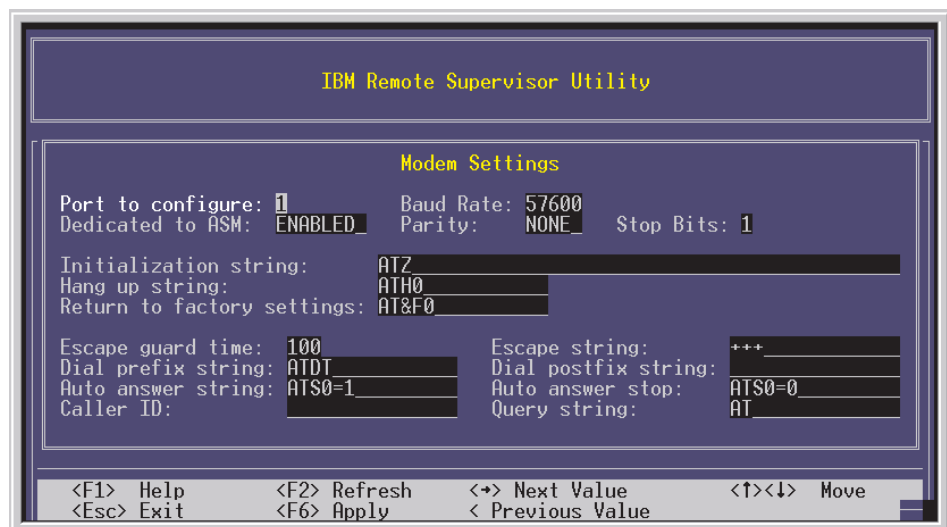 IBM Remote Supervisor Utility
Modem Settings
Port to configure: 1 Baud Rate: 57600
Dedicated to ASM: ENABLED_ Parity: NONE_ Stop Bits: 1
Initialization string: ATZ
Hang up string: ATH0
Return to factory settings: AT&F0
Escape guard time: 100 Escape string: +++
Dial prefix string: ATDT Dial postfix string:
Auto answer string: ATS0=1 Auto answer stop: ATS0=0
Caller ID: Query string: AT
<F1> Help <F2> Refresh <→> Next Value <↑><↓> Move
<Esc> Exit <F6> Apply < Previous Value